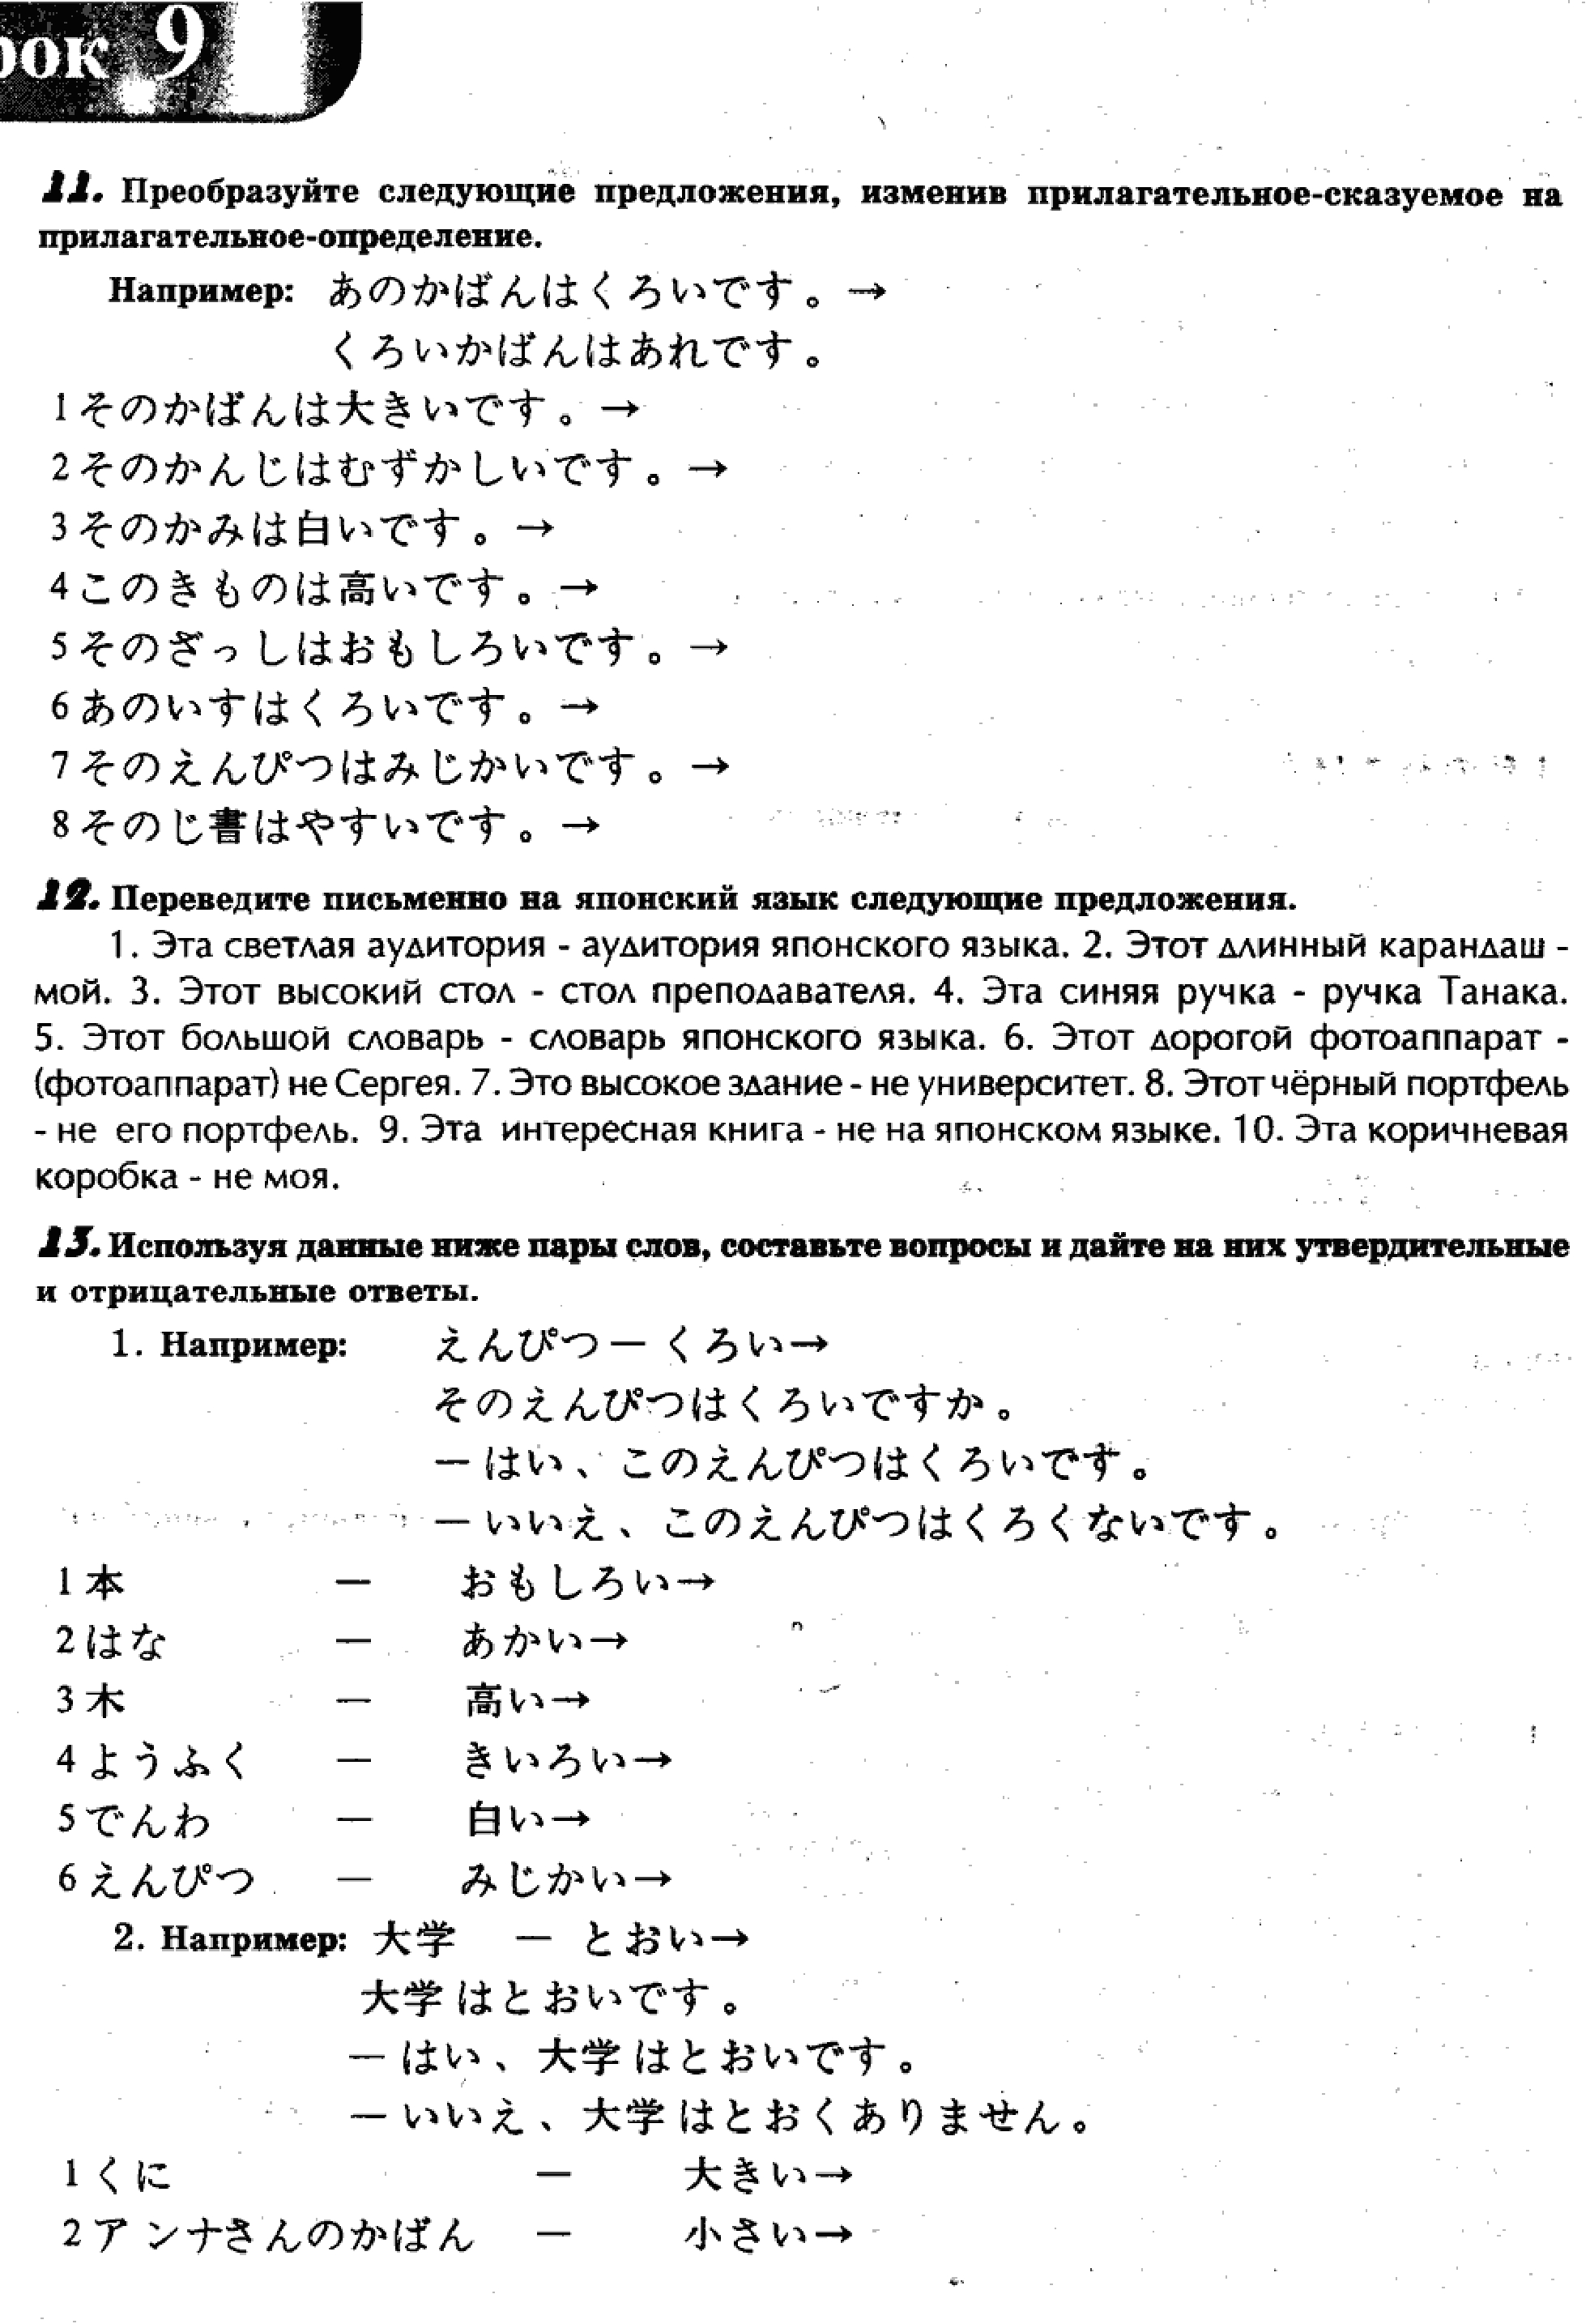 рок 9
11. Преобразуйте следующие предложения, изменив прилагательное-сказуемое на
прилагательное-определение.
Например: あのかばんはくろいです。→
くろいかばんはあれです。
1 そのかばんは大きいです。→
2 そのかんじはむずかしいです。→
3 そのかみは白いです。→
4 このきものは高いです。→
5 そのざっしはおもしろいです。→
6 あのいすはくろいです。→
7 そのえんぴつはみじかいです。→
8 そのじ書はやすいです。→
12. Переведите письменно на японский язык следующие предложения.
1. Эта светлая аудитория - аудитория японского языка. 2. Этот длинный карандаш -
мой. 3. Этот высокий стол - стол преподавателя. 4. Эта синяя ручка - ручка Танака.
5. Этот большой словарь - словарь японского языка. 6. Этот дорогой фотоаппарат -
(фотоаппарат) не Сергея. 7. Это высокое здание - не университет. 8. Этот чёрный портфель
- не его портфель. 9. Эта интересная книга - не на японском языке. 10. Эта коричневая
коробка - не моя.
13. Используя данные ниже пары слов, составьте вопросы и дайте на них утвердительные
и отрицательные ответы.
1. Например: えんぴつ — くろい→
そのえんぴつはくろいですか。
— はい、このえんぴつはくろいです。
— いいえ、このえんぴつはくろくないです。
1 本 — おもしろい→
2 はな — あかい→
3 木 — 高い→
4 ようふく — きいろい→
5 でんわ — 白い→
6 えんぴつ — みじかい→
2. Например: 大学 — とおい→
大学はとおいです。
— はい、大学はとおいです。
— いいえ、大学はとおくありません。
1 くに — 大きい→
2 アンナさんのかばん — 小さい→